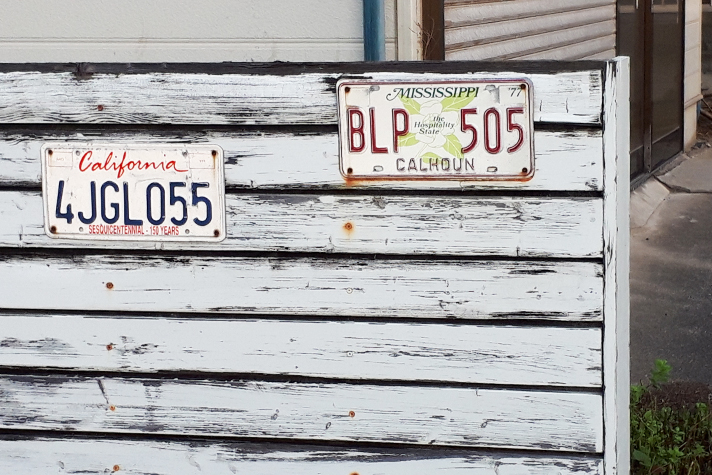 California
4JGL055
SESQUICENTENNIAL - 150 YEARS
MISSISSIPPI '77
BLP 505
the
Hospitality
State
CALHOUN